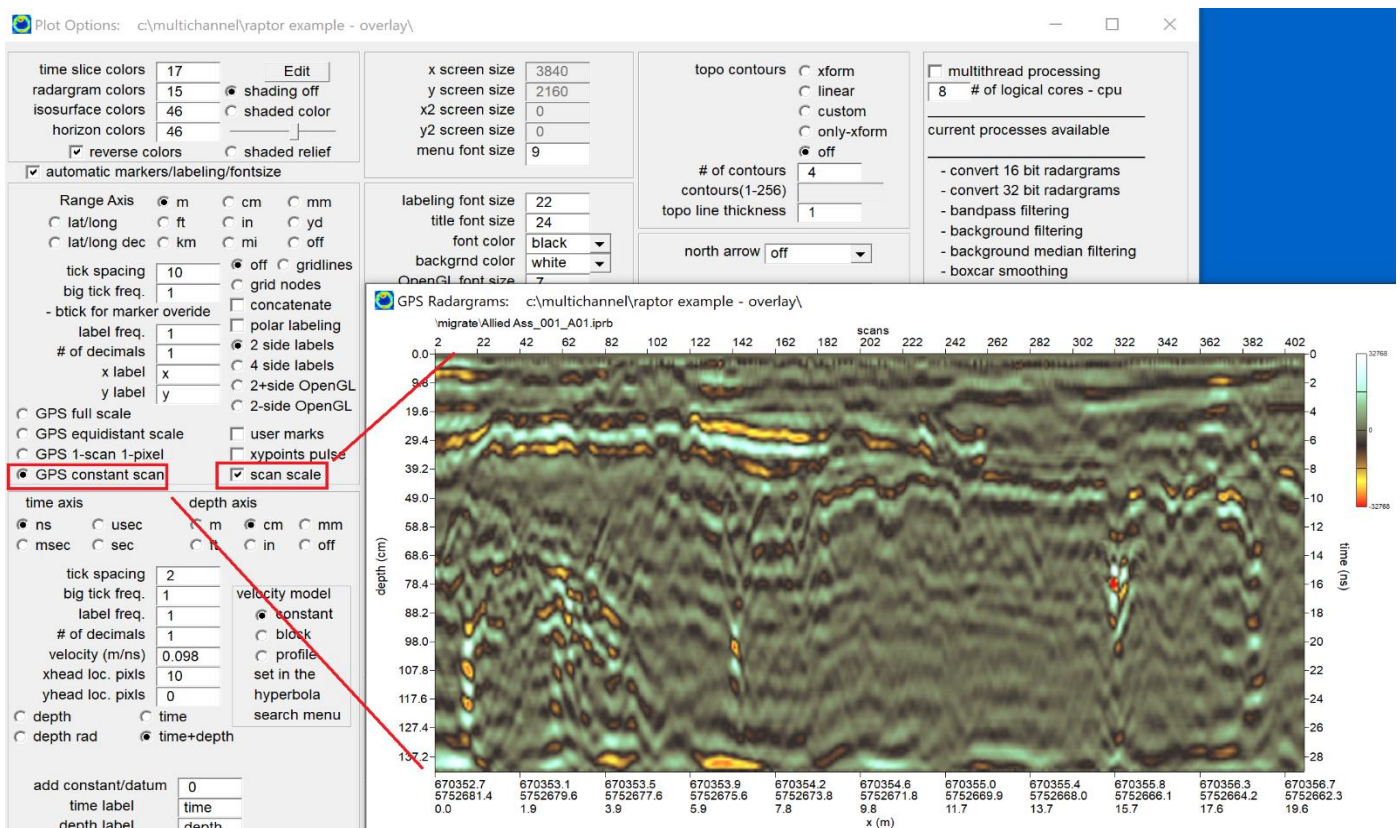 Plot Options: c:\multichannel\raptor example - overlay\
time slice colors 17 Edit
radargram colors 15 shading off
isosurface colors 46 shaded color
horizon colors 46
reverse colors shaded relief
automatic markers/labeling/fontsize
Range Axis m cm mm
lat/long ft in yd
lat/long dec km mi off
tick spacing 10 off gridlines
big tick freq. 1 grid nodes
- btick for marker overide concatenate
label freq. 1 polar labeling
# of decimals 1 2 side labels
x label x 4 side labels
y label y 2+side OpenGL
GPS full scale 2-side OpenGL
GPS equidistant scale user marks
GPS 1-scan 1-pixel xypoints pulse
GPS constant scan scan scale
time axis depth axis
ns usec m cm mm
msec sec ft in off
tick spacing 2
big tick freq. 1 velocity model
label freq. 1 constant
# of decimals 1 block
velocity (m/ns) 0.098 profile
xhead loc. pixls 10 set in the
yhead loc. pixls 0 hyperbola
depth time search menu
depth rad time+depth
add constant/datum 0
time label time
depth label depth
x screen size 3840
y screen size 2160
x2 screen size 0
y2 screen size 0
menu font size 9
labeling font size 22
title font size 24
font color black
backgrnd color white
OpenGL font size 7
topo contours xform
linear
custom
only-xform
off
# of contours 4
contours(1-256)
topo line thickness 1
north arrow off
multithread processing
8 # of logical cores - cpu
current processes available
- convert 16 bit radargrams
- convert 32 bit radargrams
- bandpass filtering
- background filtering
- background median filtering
- boxcar smoothing
GPS Radargrams: c:\multichannel\raptor example - overlay\
\migrate\Allied Ass_001_A01.iprb
scans
2 22 42 62 82 102 122 142 162 182 202 222 242 262 282 302 322 342 362 382 402
0.0 0
9.8 2
19.6 4
29.4 6
39.2 8
49.0 10
58.8 12
68.6 14
78.4 16
88.2 18
98.0 20
107.8 22
117.6 24
127.4 26
137.2 28
depth (cm)
time (ns)
32768
0
-32768
670352.7 670353.1 670353.5 670353.9 670354.2 670354.6 670355.0 670355.4 670355.8 670356.3 670356.7
5752681.4 5752679.6 5752677.6 5752675.6 5752673.8 5752671.8 5752669.9 5752668.0 5752666.1 5752664.2 5752662.3
0.0 1.9 3.9 5.9 7.8 9.8 11.7 13.7 15.7 17.6 19.6
x (m)